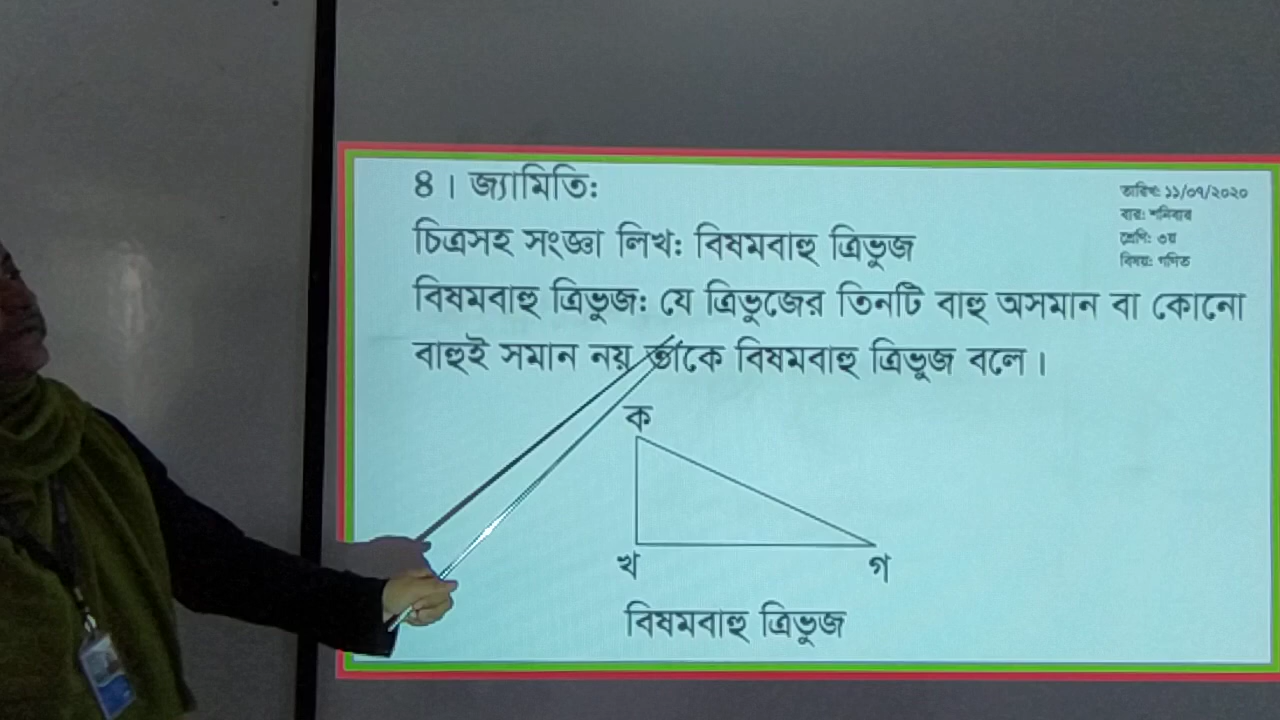 ৪। জ্যামিতি:
চিত্রসহ সংজ্ঞা লিখ: বিষমবাহু ত্রিভুজ
বিষমবাহু ত্রিভুজ: যে ত্রিভুজের তিনটি বাহু অসমান বা কোনো
বাহুই সমান নয় তাকে বিষমবাহু ত্রিভুজ বলে।
তারিখ: ১১/০৭/২০২০
বার: শনিবার
শ্রেণি: ৩য়
বিষয়: গণিত
ক
খ
গ
বিষমবাহু ত্রিভুজ